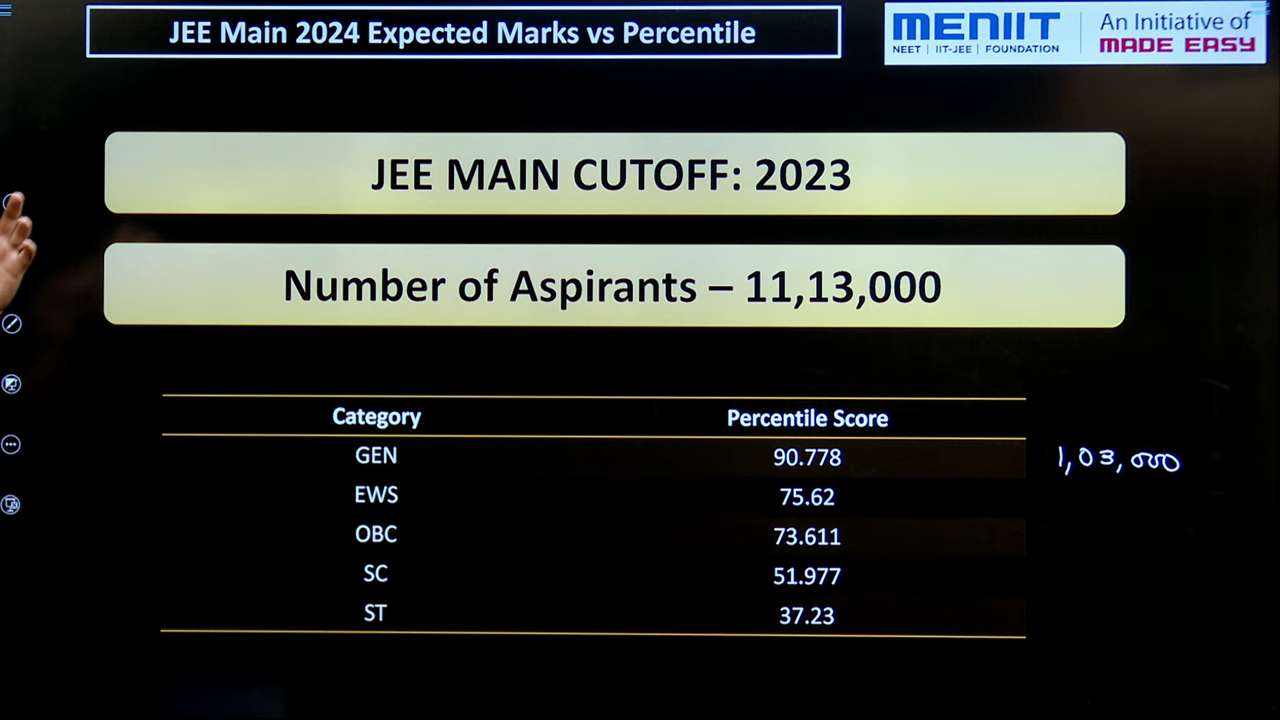 JEE Main 2024 Expected Marks vs Percentile
MENIIT
NEET | IIT-JEE | FOUNDATION
An Initiative of
MADE EASY
JEE MAIN CUTOFF: 2023
Number of Aspirants – 11,13,000
Category Percentile Score
GEN 90.778 1,03,000
EWS 75.62
OBC 73.611
SC 51.977
ST 37.23